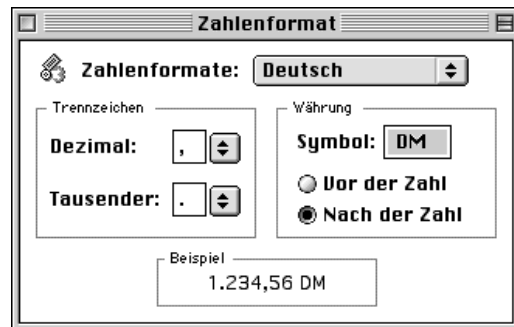 Zahlenformat
Zahlenformate: Deutsch
Trennzeichen
Dezimal: ,
Tausender: .
Währung
Symbol: DM
Vor der Zahl
Nach der Zahl
Beispiel
1.234,56 DM